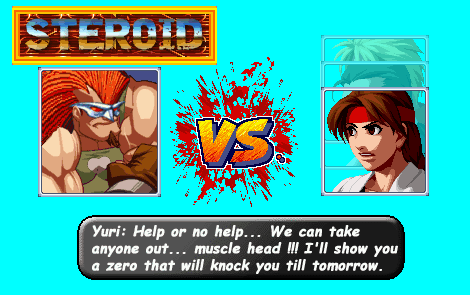 STEROID
VS.
Yuri: Help or no help... We can take
anyone out... muscle head !!! I'll show you
a zero that will knock you till tomorrow.